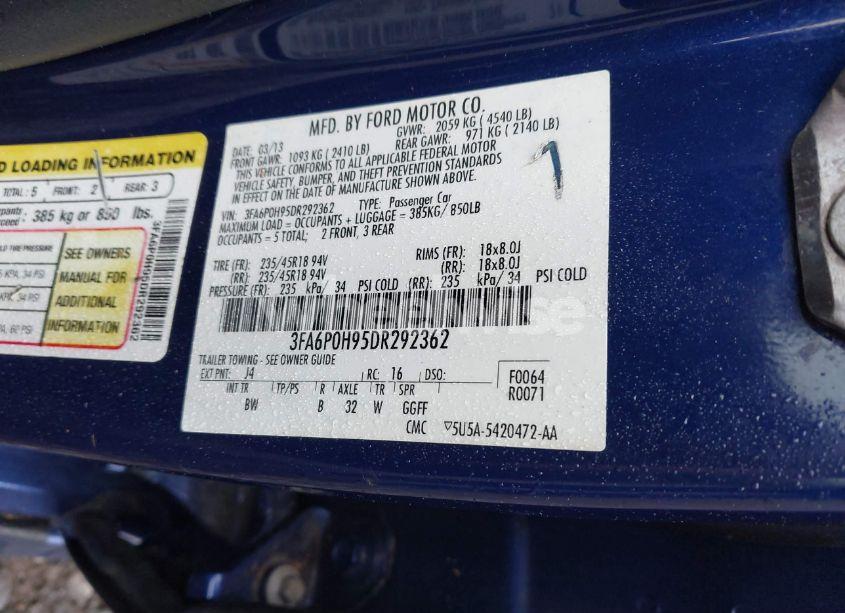 D LOADING INFORMATION
TOTAL: 5 FRONT: 2 REAR: 3
385 kg or 850 lbs.
TIRE PRESSURE
SEE OWNERS
MANUAL FOR
ADDITIONAL
INFORMATION
3FA6P0H95DR292362
MFD. BY FORD MOTOR CO.
DATE: 03/13 GVWR: 2059 KG ( 4540 LB)
FRONT GAWR: 1093 KG ( 2410 LB) REAR GAWR: 971 KG ( 2140 LB)
THIS VEHICLE CONFORMS TO ALL APPLICABLE FEDERAL MOTOR
VEHICLE SAFETY, BUMPER, AND THEFT PREVENTION STANDARDS
IN EFFECT ON THE DATE OF MANUFACTURE SHOWN ABOVE.
VIN: 3FA6P0H95DR292362 TYPE: Passenger Car
MAXIMUM LOAD = OCCUPANTS + LUGGAGE = 385KG/ 850LB
OCCUPANTS = 5 TOTAL; 2 FRONT, 3 REAR
TIRE (FR): 235/45R18 94V RIMS (FR): 18x8.0J
(RR): 235/45R18 94V (RR): 18x8.0J
PRESSURE (FR): 235 kPa/ 34 PSI COLD (RR): 235 kPa/ 34 PSI COLD
3FA6P0H95DR292362
TRAILER TOWING - SEE OWNER GUIDE
EXT PNT: J4 RC: 16 DSO: F0064
R0071
INT TR TP/PS R AXLE TR SPR
BW B 32 W GGFF
CMC ▽5U5A-5420472-AA
1